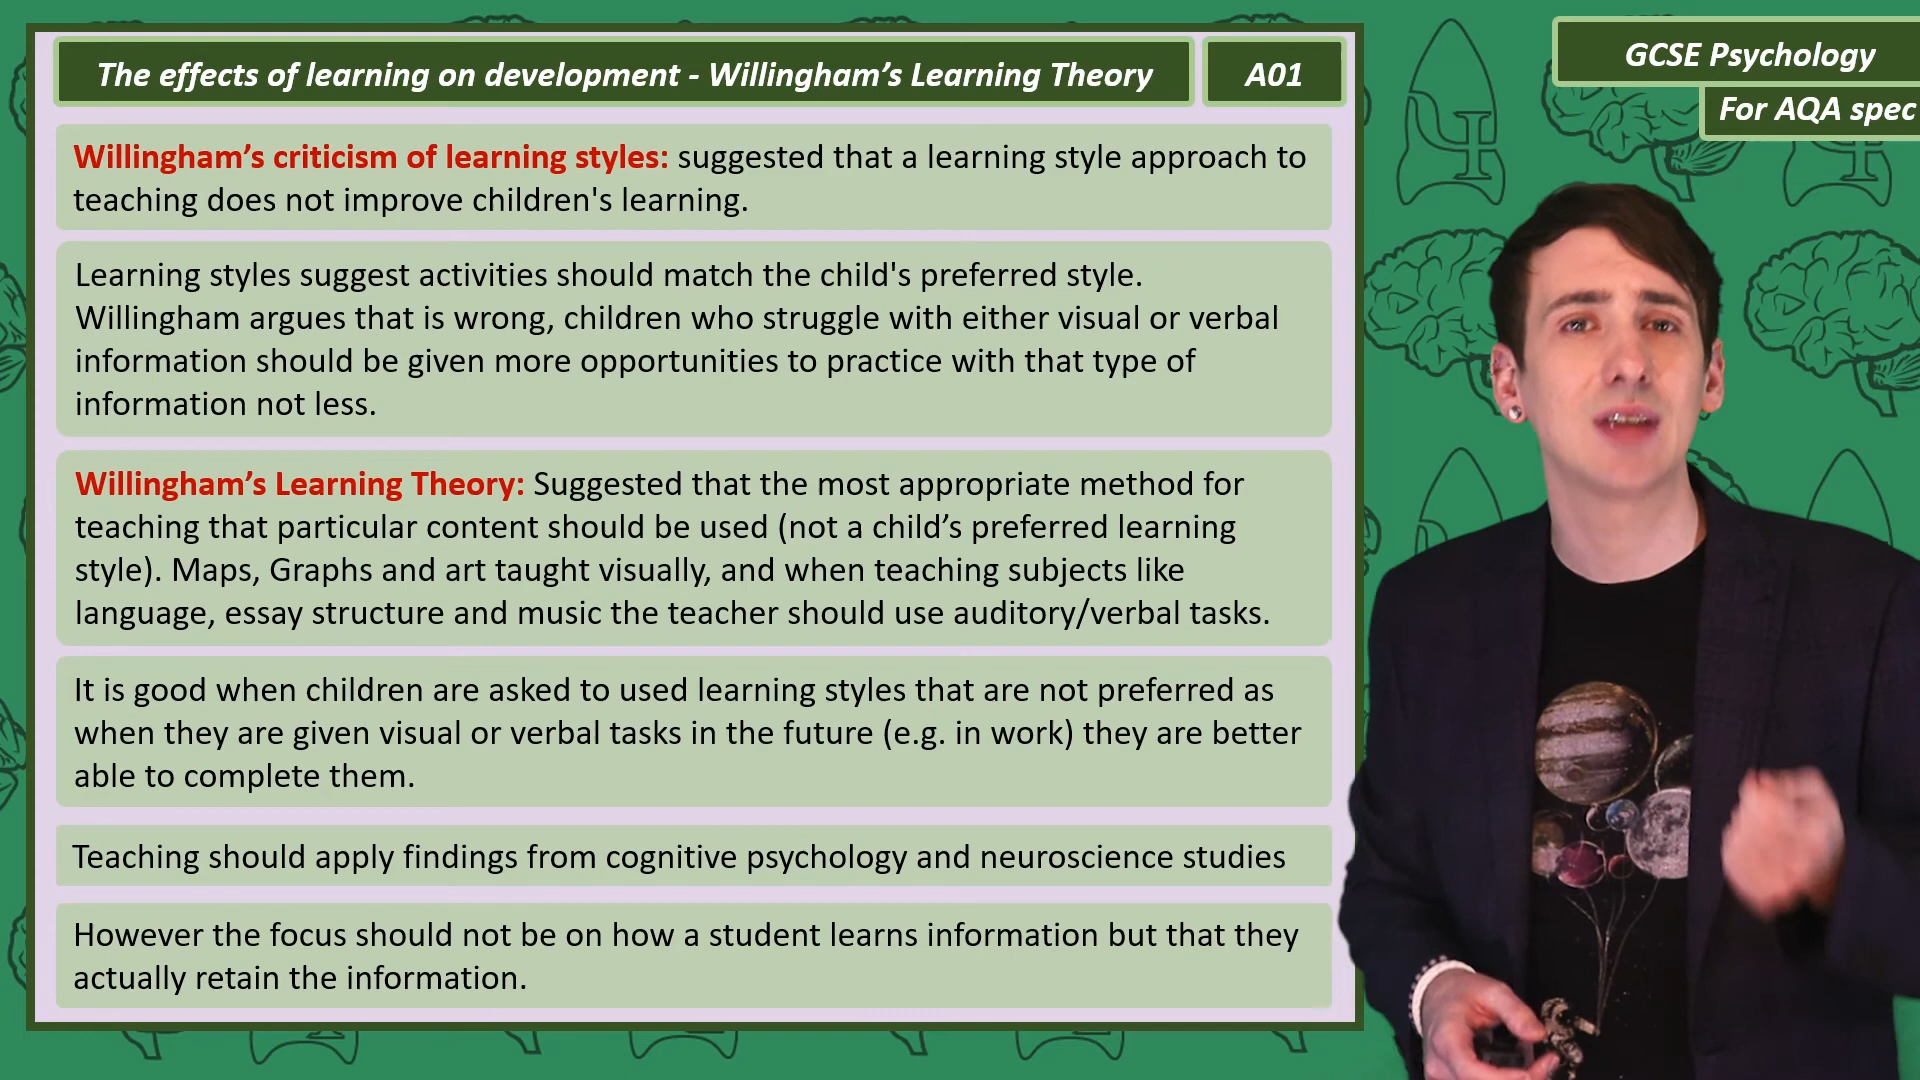 The effects of learning on development - Willingham’s Learning Theory
A01
GCSE Psychology
For AQA spec
Willingham’s criticism of learning styles: suggested that a learning style approach to
teaching does not improve children's learning.
Learning styles suggest activities should match the child's preferred style.
Willingham argues that is wrong, children who struggle with either visual or verbal
information should be given more opportunities to practice with that type of
information not less.
Willingham’s Learning Theory: Suggested that the most appropriate method for
teaching that particular content should be used (not a child’s preferred learning
style). Maps, Graphs and art taught visually, and when teaching subjects like
language, essay structure and music the teacher should use auditory/verbal tasks.
It is good when children are asked to used learning styles that are not preferred as
when they are given visual or verbal tasks in the future (e.g. in work) they are better
able to complete them.
Teaching should apply findings from cognitive psychology and neuroscience studies
However the focus should not be on how a student learns information but that they
actually retain the information.